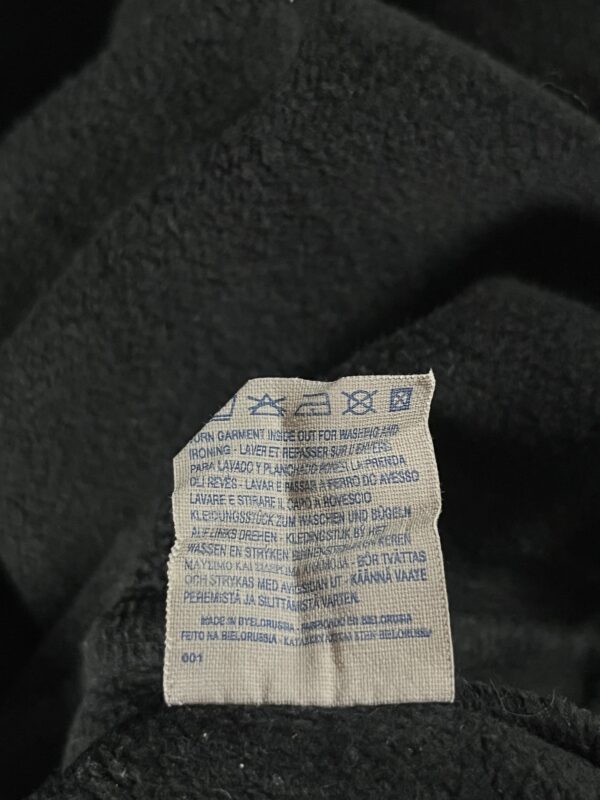 TURN GARMENT INSIDE OUT FOR WASHING AND
IRONING - LAVER ET REPASSER SUR L'ENVERS
PARA LAVADO Y PLANCHADO LA PRENDA
DEL REVÉS - LAVAR E PASSAR A FERRO DO AVESSO
LAVARE E STIRARE IL CAPO A ROVESCIO
KLEIDUNGSSTÜCK ZUM WASCHEN UND BÜGELN
AUF LINKS DREHEN - KLEDINGSTUK BIJ HET
WASSEN EN STRYKEN BINNENSTEBUITEN KEREN
- BÖR TVÄTTAS
OCH STRYKAS MED AVIGSIDAN UT - KÄÄNNÄ VAATE
PEREMISTÄ JA SILITTÄMISTÄ VARTEN.
MADE IN BYELORUSSIA - FABRICADO EN BIELORUSIA
FEITO NA BIELORUSSIA -
001